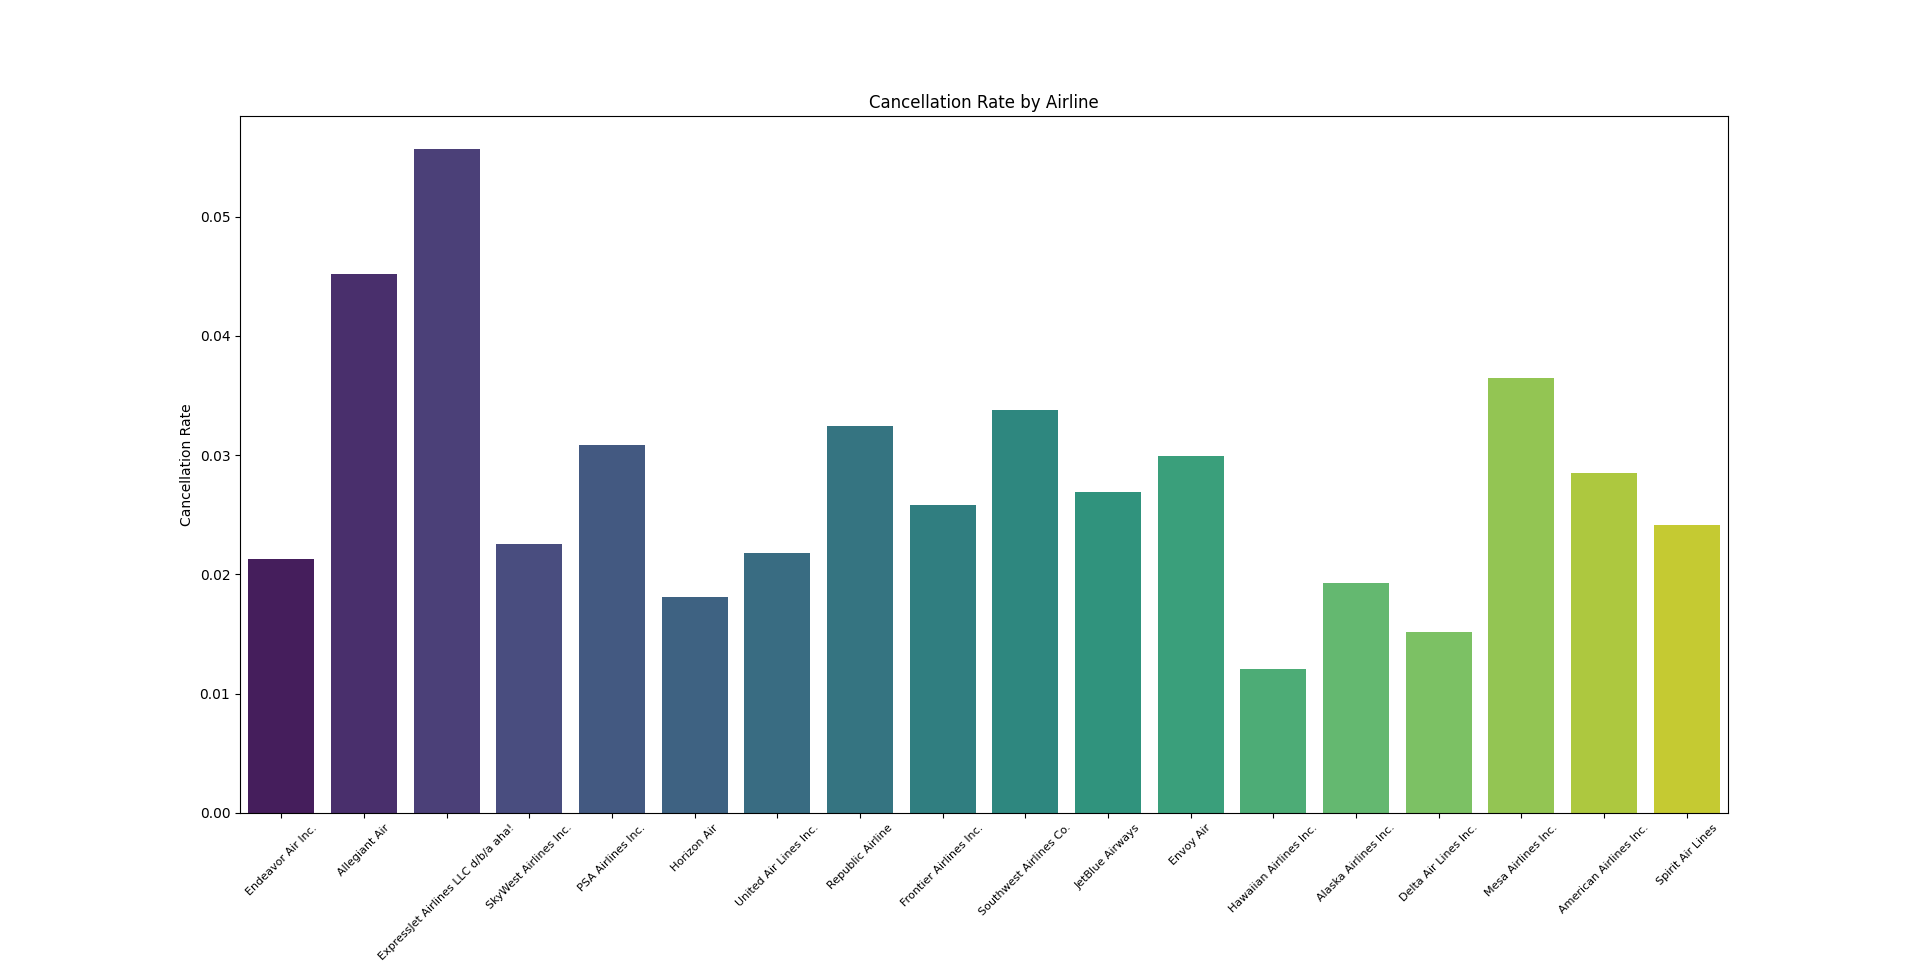 Cancellation Rate by Airline
Cancellation Rate
0.05
0.04
0.03
0.02
0.01
0.00
Endeavor Air Inc.
Allegiant Air
ExpressJet Airlines LLC d/b/a aha!
SkyWest Airlines Inc.
PSA Airlines Inc.
Horizon Air
United Air Lines Inc.
Republic Airline
Frontier Airlines Inc.
Southwest Airlines Co.
JetBlue Airways
Envoy Air
Hawaiian Airlines Inc.
Alaska Airlines Inc.
Delta Air Lines Inc.
Mesa Airlines Inc.
American Airlines Inc.
Spirit Air Lines